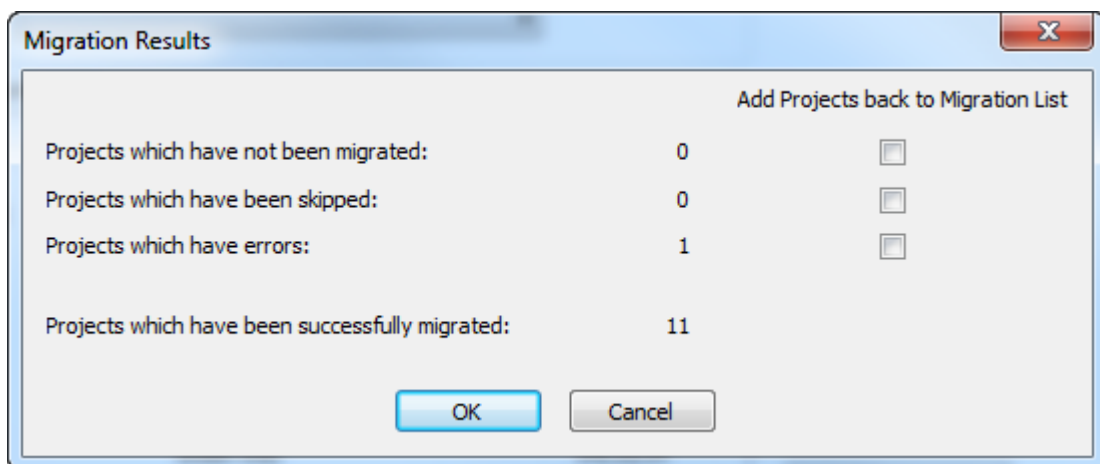 Migration Results
Add Projects back to Migration List
Projects which have not been migrated: 0
Projects which have been skipped: 0
Projects which have errors: 1
Projects which have been successfully migrated: 11
OK Cancel